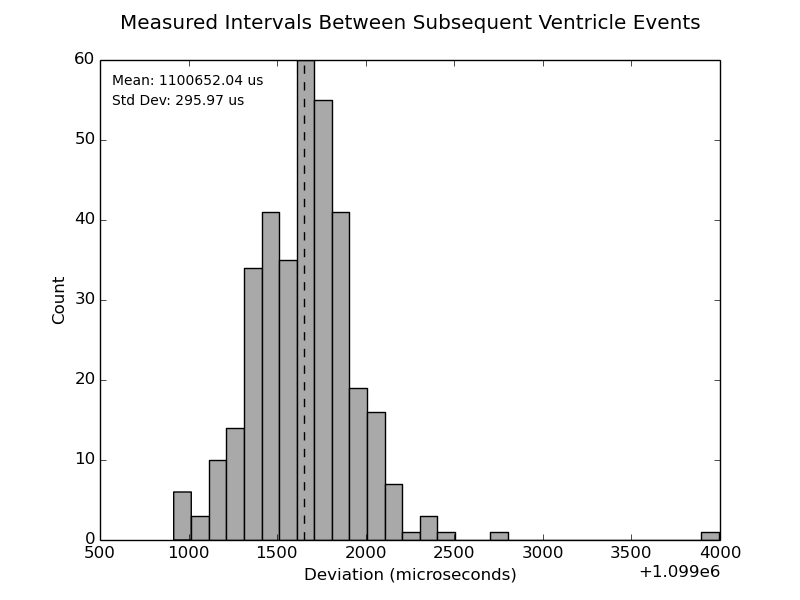 Measured Intervals Between Subsequent Ventricle Events
Mean: 1100652.04 us
Std Dev: 295.97 us
60
50
40
30
20
10
0
Count
500 1000 1500 2000 2500 3000 3500 4000
Deviation (microseconds)
+1.099e6